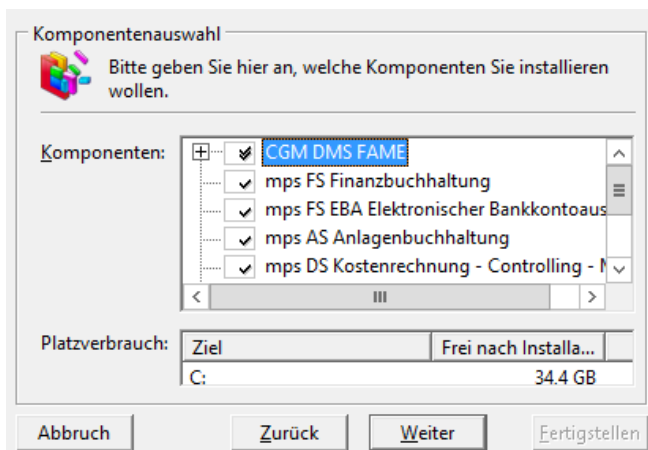 Komponentenauswahl
Bitte geben Sie hier an, welche Komponenten Sie installieren
wollen.
Komponenten:
CGM DMS FAME
mps FS Finanzbuchhaltung
mps FS EBA Elektronischer Bankkontoaus
mps AS Anlagenbuchhaltung
mps DS Kostenrechnung - Controlling -
Platzverbrauch:
Ziel Frei nach Installa...
C: 34.4 GB
Abbruch Zurück Weiter Fertigstellen